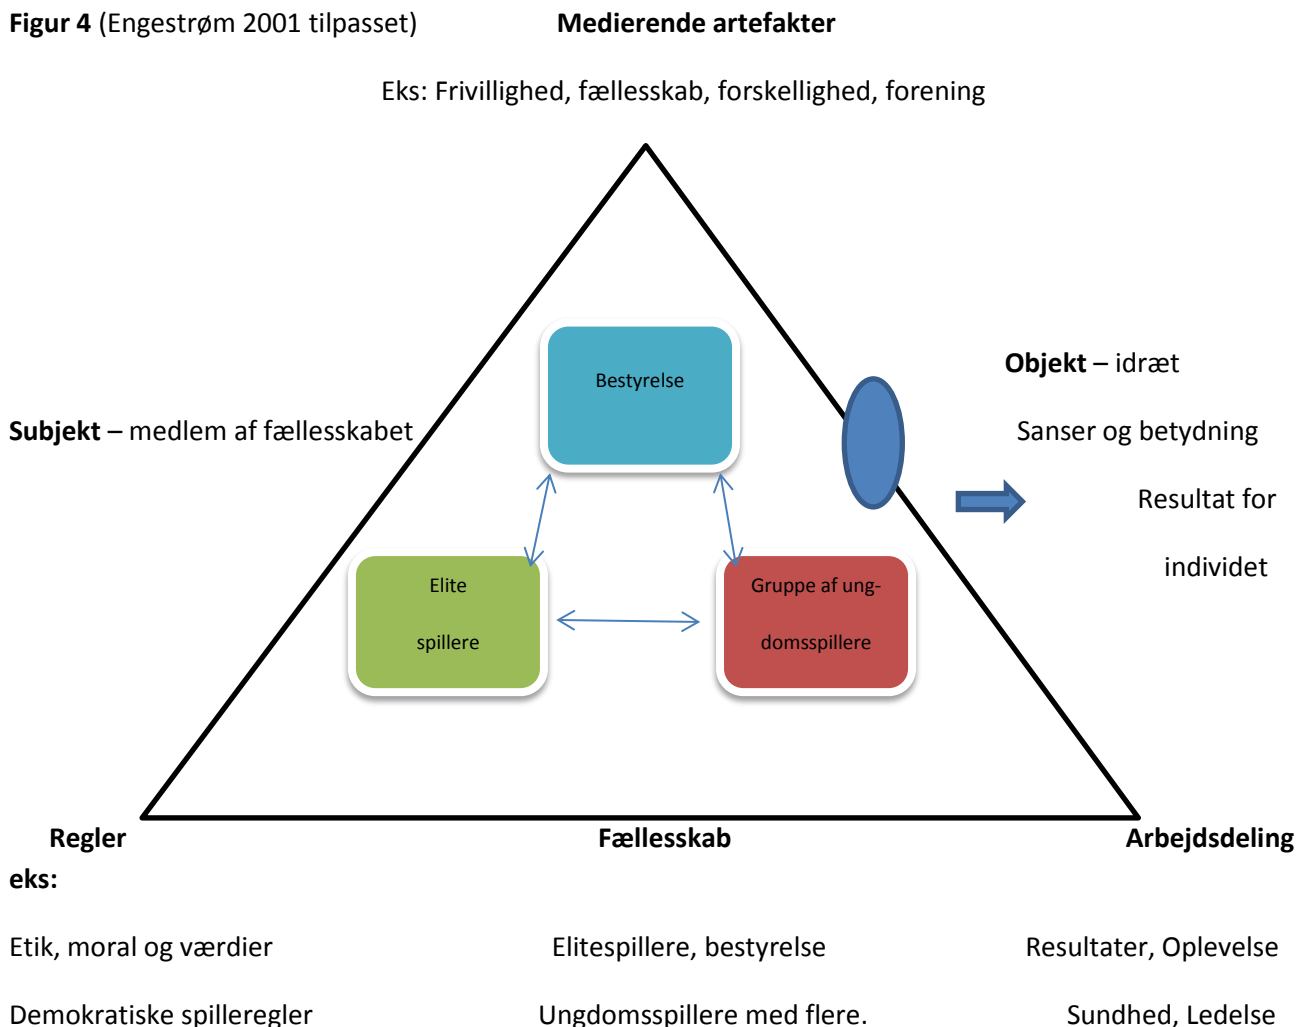 Figur 4 (Engestrøm 2001 tilpasset) Medierende artefakter
Eks: Frivillighed, fællesskab, forskellighed, forening
Bestyrelse
Objekt – idræt
Subjekt – medlem af fællesskabet
Sanser og betydning
Resultat for
individet
Elite
spillere
Gruppe af ung-
domsspillere
Regler Fællesskab Arbejdsdeling
eks:
Etik, moral og værdier Elitespillere, bestyrelse Resultater, Oplevelse
Demokratiske spilleregler Ungdomsspillere med flere. Sundhed, Ledelse